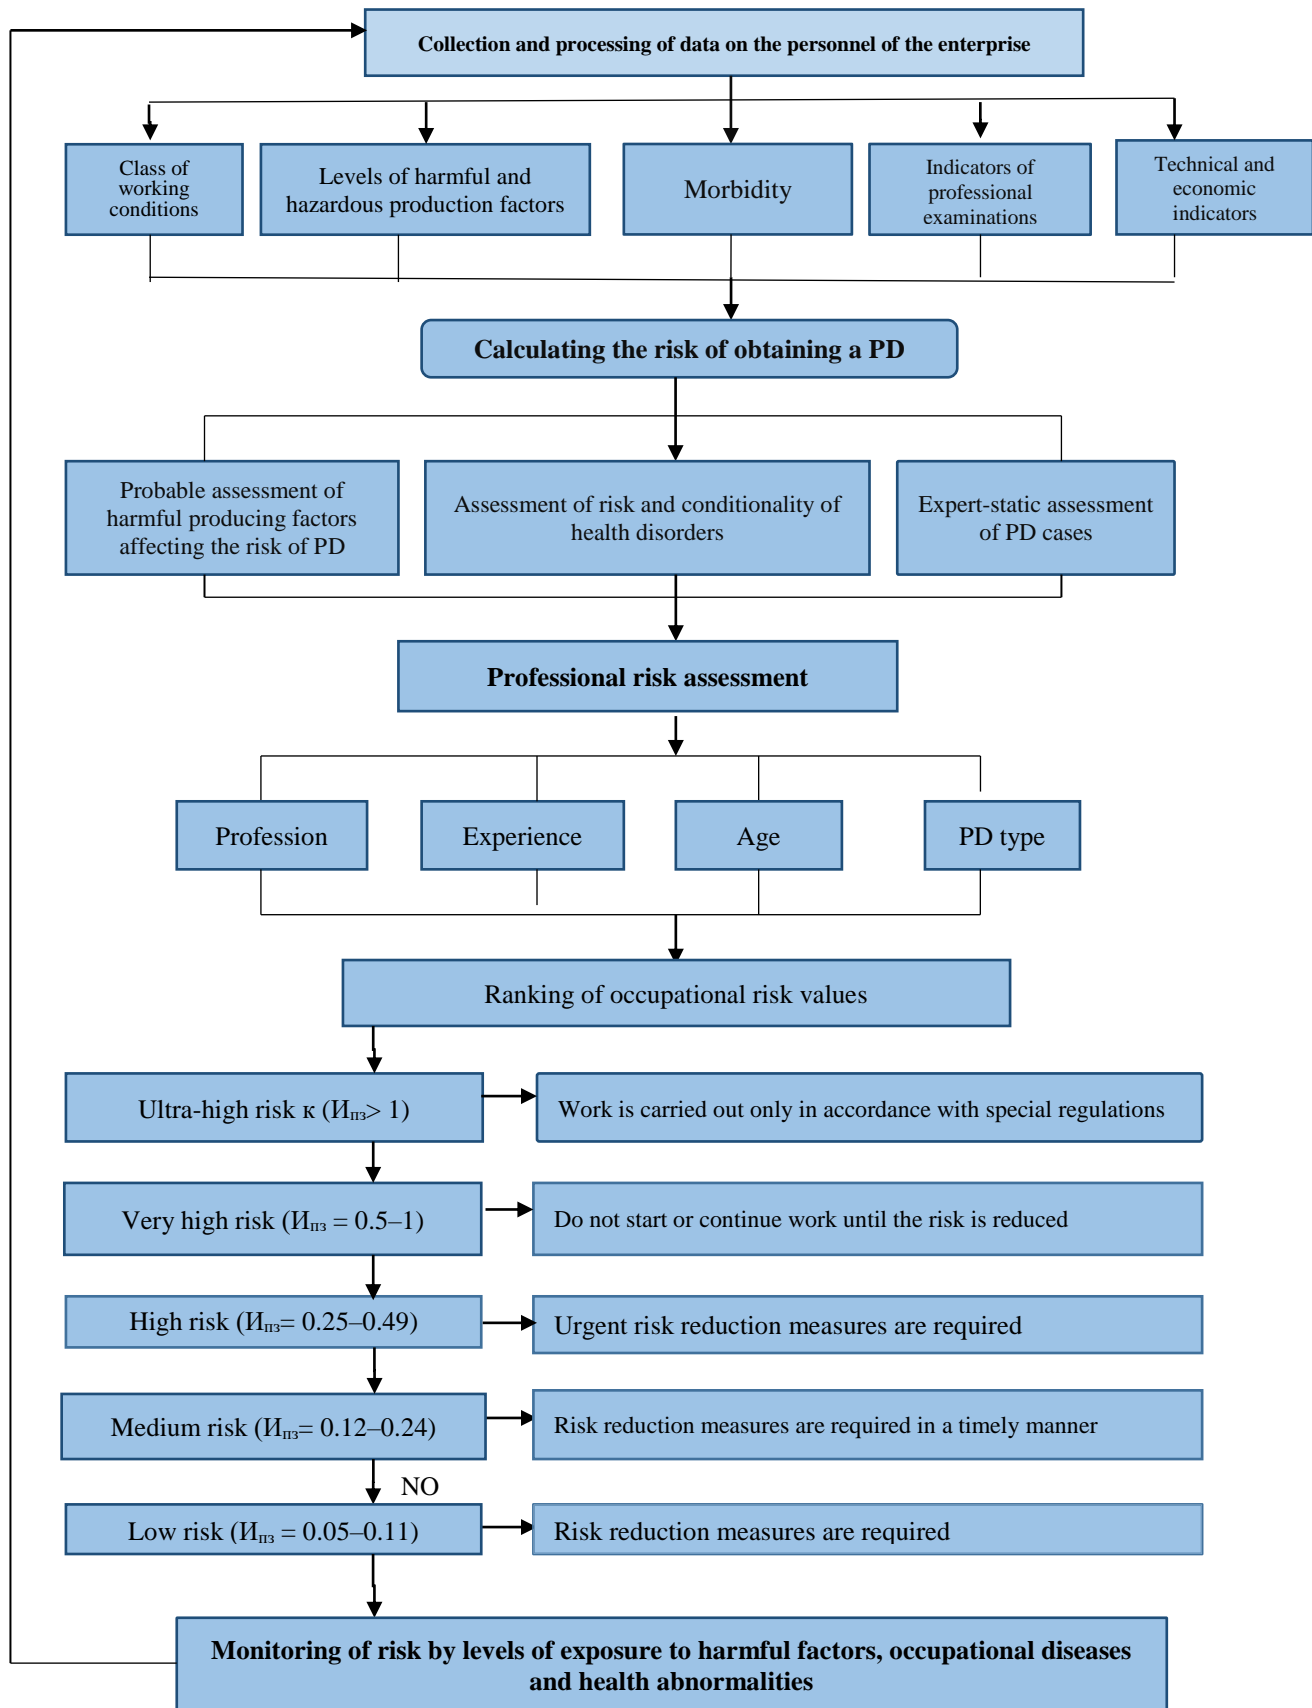 Collection and processing of data on the personnel of the enterprise
Class of
working
conditions
Levels of harmful and
hazardous production factors
Morbidity
Indicators of
professional
examinations
Technical and
economic
indicators
Calculating the risk of obtaining a PD
Probable assessment of
harmful producing factors
affecting the risk of PD
Assessment of risk and conditionality of
health disorders
Expert-static assessment
of PD cases
Professional risk assessment
Profession
Experience
Age
PD type
Ranking of occupational risk values
Ultra-high risk к (Ипз> 1)
Work is carried out only in accordance with special regulations
Very high risk (Ипз = 0.5–1)
Do not start or continue work until the risk is reduced
High risk (Ипз= 0.25–0.49)
Urgent risk reduction measures are required
Medium risk (Ипз= 0.12–0.24)
Risk reduction measures are required in a timely manner
NO
Low risk (Ипз = 0.05–0.11)
Risk reduction measures are required
Monitoring of risk by levels of exposure to harmful factors, occupational diseases
and health abnormalities